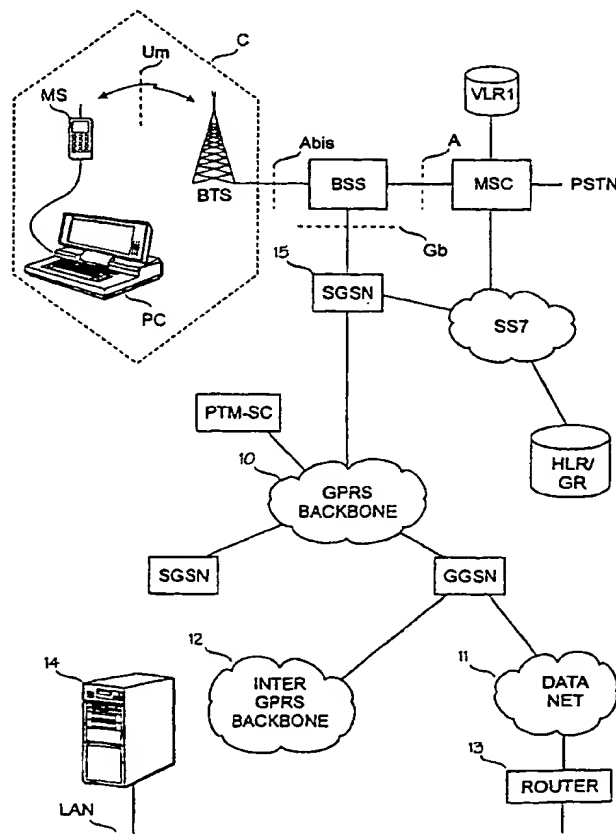 C
Um
MS
VLR1
Abis
A
BTS
BSS
MSC
PSTN
Gb
15
SGSN
PC
SS7
PTM-SC
10
HLR/
GR
GPRS
BACKBONE
SGSN
GGSN
14
12
11
INTER
GPRS
BACKBONE
DATA
NET
13
ROUTER
LAN